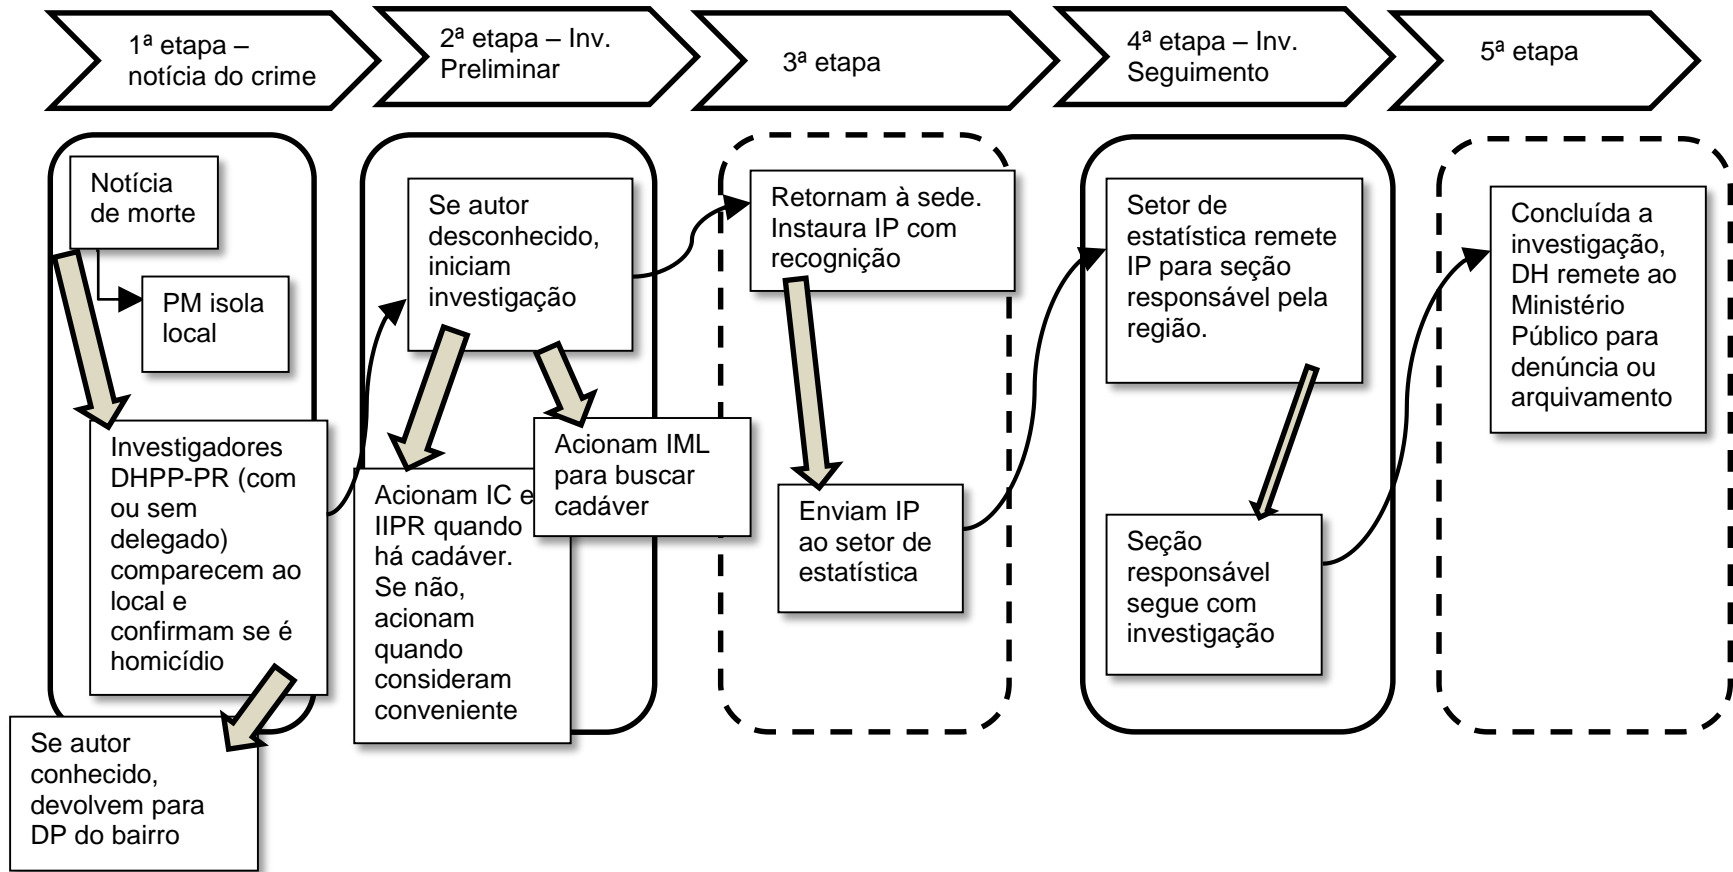 1ª etapa –
notícia do crime
2ª etapa – Inv.
Preliminar
3ª etapa
4ª etapa – Inv.
Seguimento
5ª etapa
Notícia
de morte
PM isola
local
Investigadores
DHPP-PR (com
ou sem
delegado)
comparecem ao
local e
confirmam se é
homicídio
Se autor
conhecido,
devolvem para
DP do bairro
Se autor
desconhecido,
iniciam
investigação
Acionam IC e
IIPR quando
há cadáver.
Se não,
acionam
quando
consideram
conveniente
Acionam IML
para buscar
cadáver
Retornam à sede.
Instaura IP com
recognição
Enviam IP
ao setor de
estatística
Setor de
estatística remete
IP para seção
responsável pela
região.
Seção
responsável
segue com
investigação
Concluída a
investigação,
DH remete ao
Ministério
Público para
denúncia ou
arquivamento